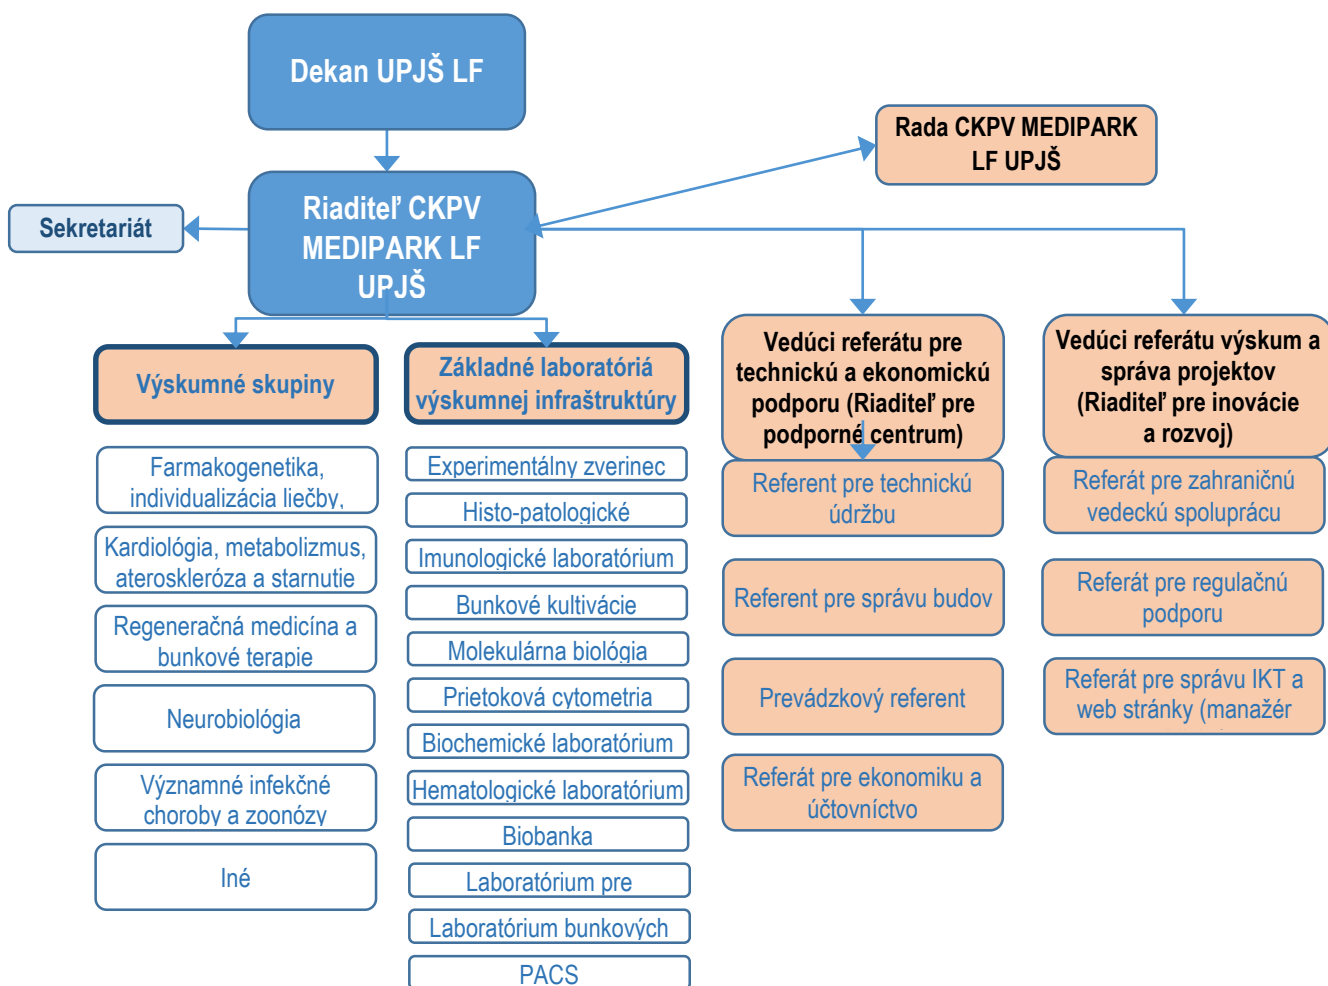 Dekan UPJŠ LF
Rada CKPV MEDIPARK
LF UPJŠ
Riaditeľ CKPV
MEDIPARK LF
UPJŠ
Sekretariát
Výskumné skupiny
Farmakogenetika,
individualizácia liečby,
Kardiológia, metabolizmus,
ateroskleróza a starnutie
Regeneračná medicína a
bunkové terapie
Neurobiológia
Významné infekčné
choroby a zoonózy
Iné
Základné laboratóriá
výskumnej infraštruktúry
Experimentálny zverinec
Histo-patologické
Imunologické laboratórium
Bunkové kultivácie
Molekulárna biológia
Prietoková cytometria
Biochemické laboratórium
Hematologické laboratórium
Biobanka
Laboratórium pre
Laboratórium bunkových
PACS
Vedúci referátu pre
technickú a ekonomickú
podporu (Riaditeľ pre
podporné centrum)
Referent pre technickú
údržbu
Referent pre správu budov
Prevádzkový referent
Referát pre ekonomiku a
účtovníctvo
Vedúci referátu výskum a
správa projektov
(Riaditeľ pre inovácie
a rozvoj)
Referát pre zahraničnú
vedeckú spoluprácu
Referát pre regulačnú
podporu
Referát pre správu IKT a
web stránky (manažér